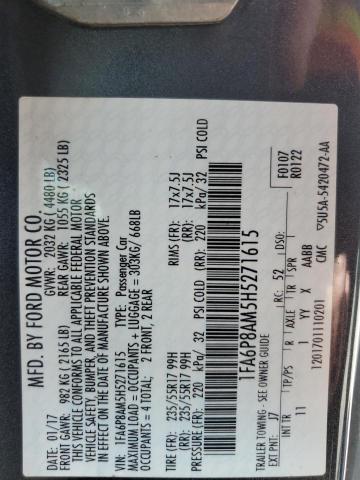 MFD. BY FORD MOTOR CO.
DATE: 01/17 GVWR: 2032 KG ( 4480 LB)
FRONT GAWR: 982 KG (2165 LB) REAR GAWR: 1055 KG ( 2325 LB)
THIS VEHICLE CONFORMS TO ALL APPLICABLE FEDERAL MOTOR
VEHICLE SAFETY, BUMPER, AND THEFT PREVENTION STANDARDS
IN EFFECT ON THE DATE OF MANUFACTURE SHOWN ABOVE.
VIN: 1FA6P8AM5H5271615 TYPE: Passenger Car
MAXIMUM LOAD = OCCUPANTS + LUGGAGE = 303KG/ 668LB
OCCUPANTS = 4 TOTAL; 2 FRONT, 2 REAR
TIRE (FR): 235/55R17 99H RIMS (FR): 17x7.5J
TIRE (RR): 235/55R17 99H (RR): 17x7.5J
PRESSURE (FR): 220 kPa/ 32 PSI COLD (RR): 220 kPa/ 32 PSI COLD
1FA6P8AM5H5271615
F0107
R0122
TRAILER TOWING - SEE OWNER GUIDE
EXT PNT: J7 RC: 52 DSO:
INT TR TP/PS R AXLE TR SPR
11 1 YY X AABB
1201701110201 CMC 5U5A-5420472-AA